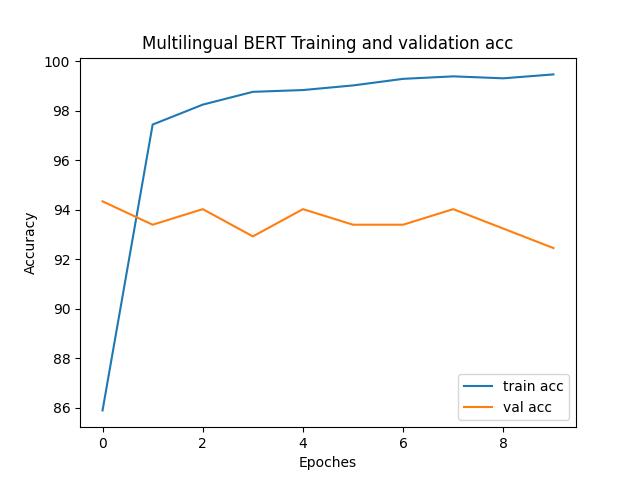 Multilingual BERT Training and validation acc
100
98
96
94
92
90
88
86
Accuracy
0 2 4 6 8
Epoches
train acc
val acc